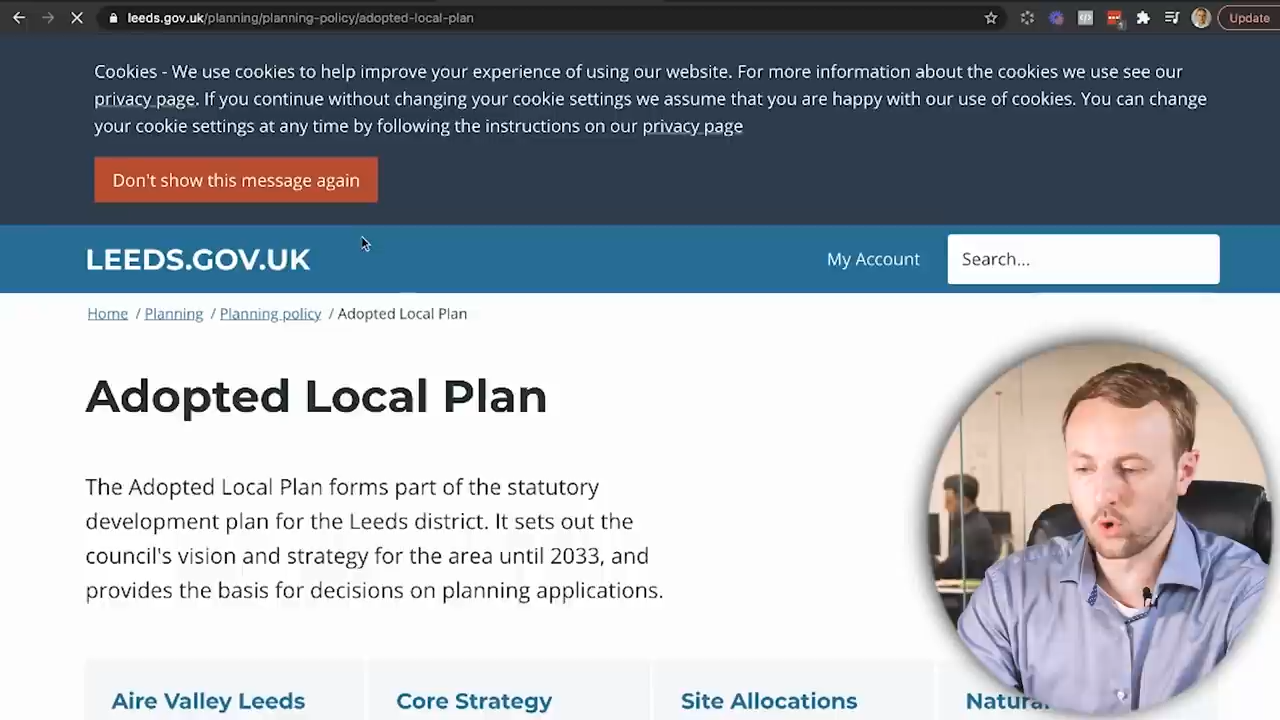 leeds.gov.uk/planning/planning-policy/adopted-local-plan
Update
Cookies - We use cookies to help improve your experience of using our website. For more information about the cookies we use see our
privacy page. If you continue without changing your cookie settings we assume that you are happy with our use of cookies. You can change
your cookie settings at any time by following the instructions on our privacy page
Don't show this message again
LEEDS.GOV.UK
My Account
Search...
Home / Planning / Planning policy / Adopted Local Plan
Adopted Local Plan
The Adopted Local Plan forms part of the statutory
development plan for the Leeds district. It sets out the
council's vision and strategy for the area until 2033, and
provides the basis for decisions on planning applications.
Aire Valley Leeds
Core Strategy
Site Allocations